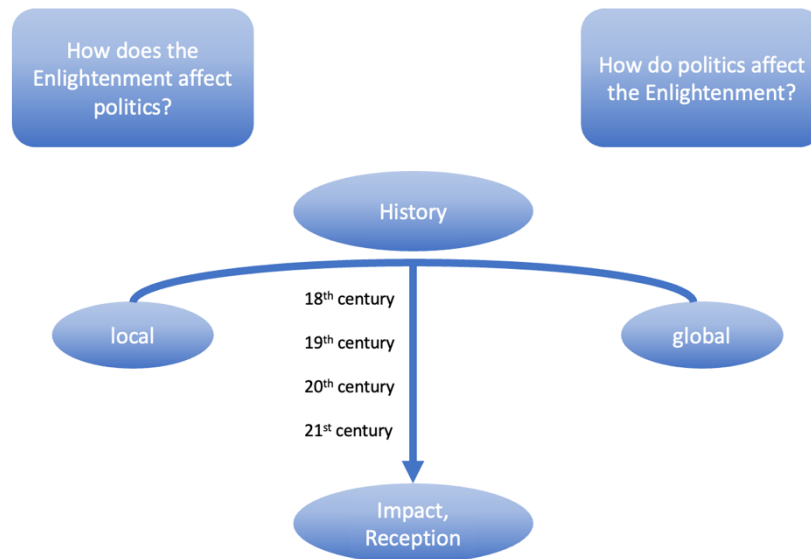 How does the
Enlightenment affect
politics?
How do politics affect
the Enlightenment?
History
local
global
18th century
19th century
20th century
21st century
Impact,
Reception